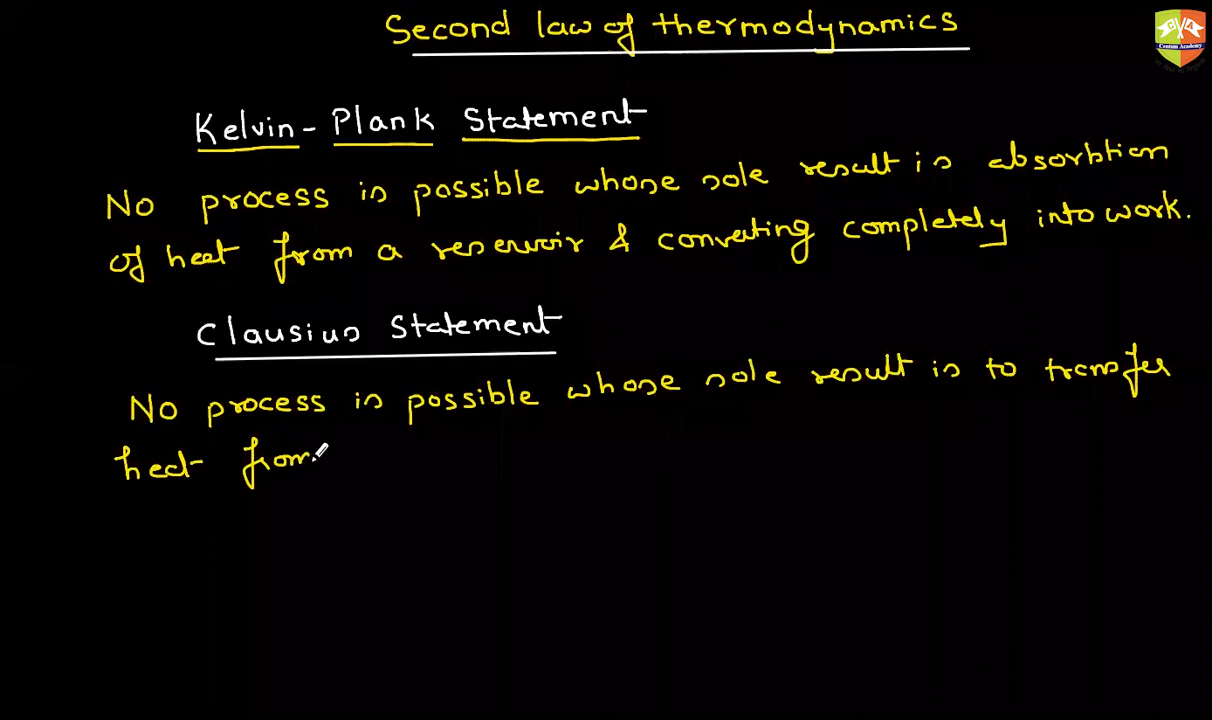 Second law of thermodynamics
Kelvin-Plank Statement
No process is possible whose sole result is absorbtion
of heat from a reservoir & converting completely into work.
Clausius Statement
No process is possible whose sole result is to transfer
heat from
Centum Academy